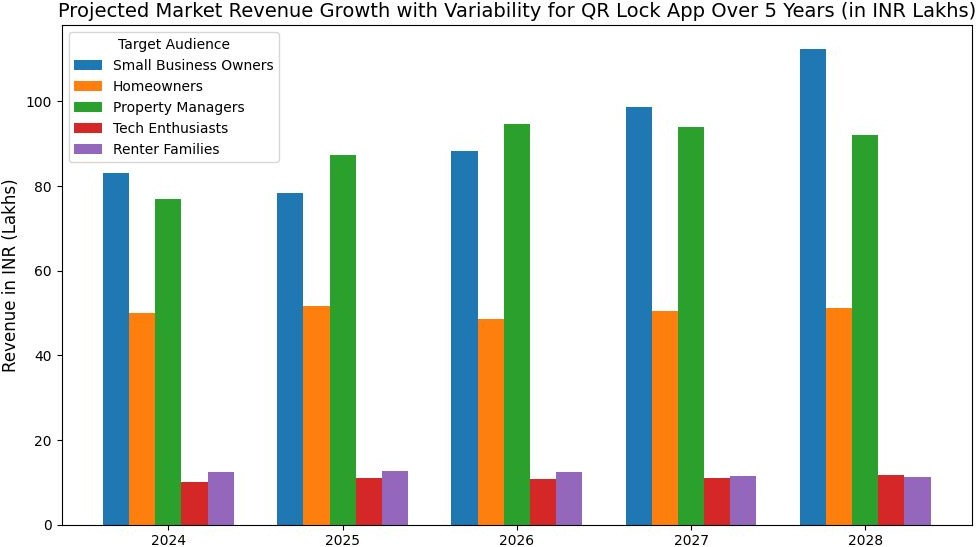 Projected Market Revenue Growth with Variability for QR Lock App Over 5 Years (in INR Lakhs)
Target Audience
Small Business Owners
Homeowners
Property Managers
Tech Enthusiasts
Renter Families
Revenue in INR (Lakhs)
100
80
60
40
20
0
2024
2025
2026
2027
2028